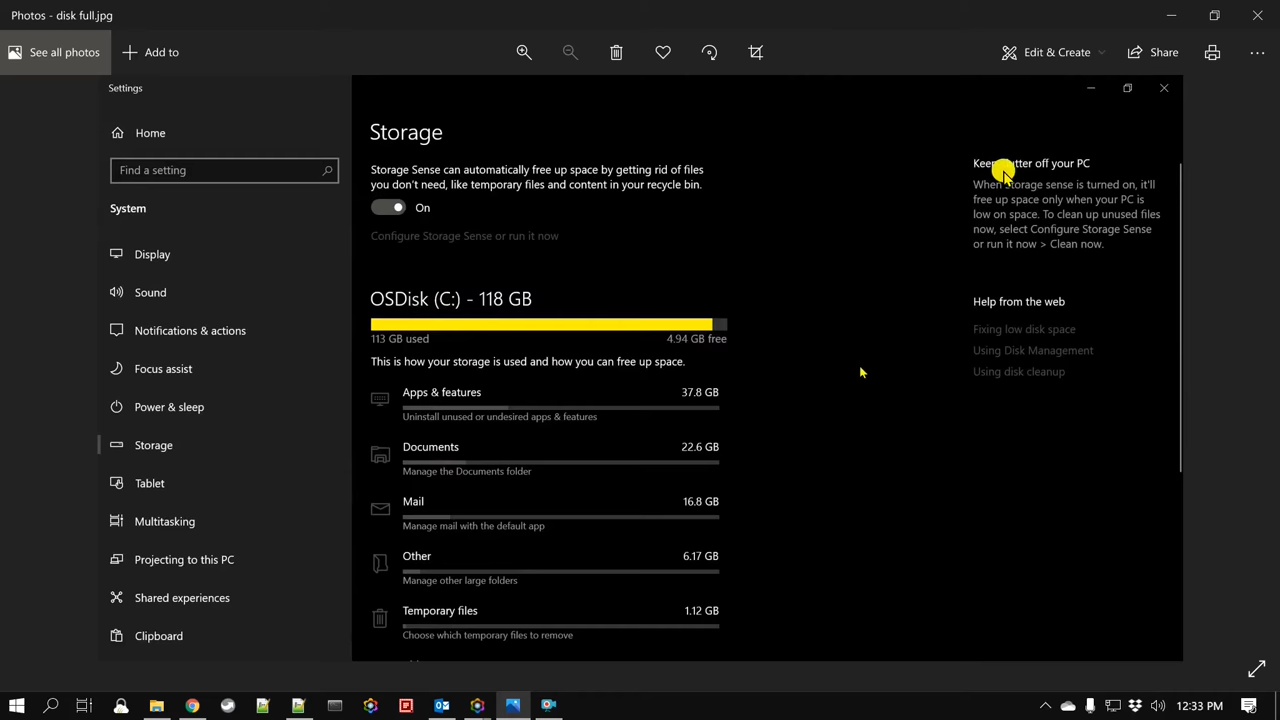 Photos - disk full.jpg
See all photos
Add to
Edit & Create
Share
Settings
Home
Find a setting
System
Display
Sound
Notifications & actions
Focus assist
Power & sleep
Storage
Tablet
Multitasking
Projecting to this PC
Shared experiences
Clipboard
Storage
Storage Sense can automatically free up space by getting rid of files
you don't need, like temporary files and content in your recycle bin.
On
Configure Storage Sense or run it now
OSDisk (C:) - 118 GB
113 GB used 4.94 GB free
This is how your storage is used and how you can free up space.
Apps & features 37.8 GB
Uninstall unused or undesired apps & features
Documents 22.6 GB
Manage the Documents folder
Mail 16.8 GB
Manage mail with the default app
Other 6.17 GB
Manage other large folders
Temporary files 1.12 GB
Choose which temporary files to remove
Keep clutter off your PC
When storage sense is turned on, it'll
free up space only when your PC is
low on space. To clean up unused files
now, select Configure Storage Sense
or run it now > Clean now.
Help from the web
Fixing low disk space
Using Disk Management
Using disk cleanup
12:33 PM